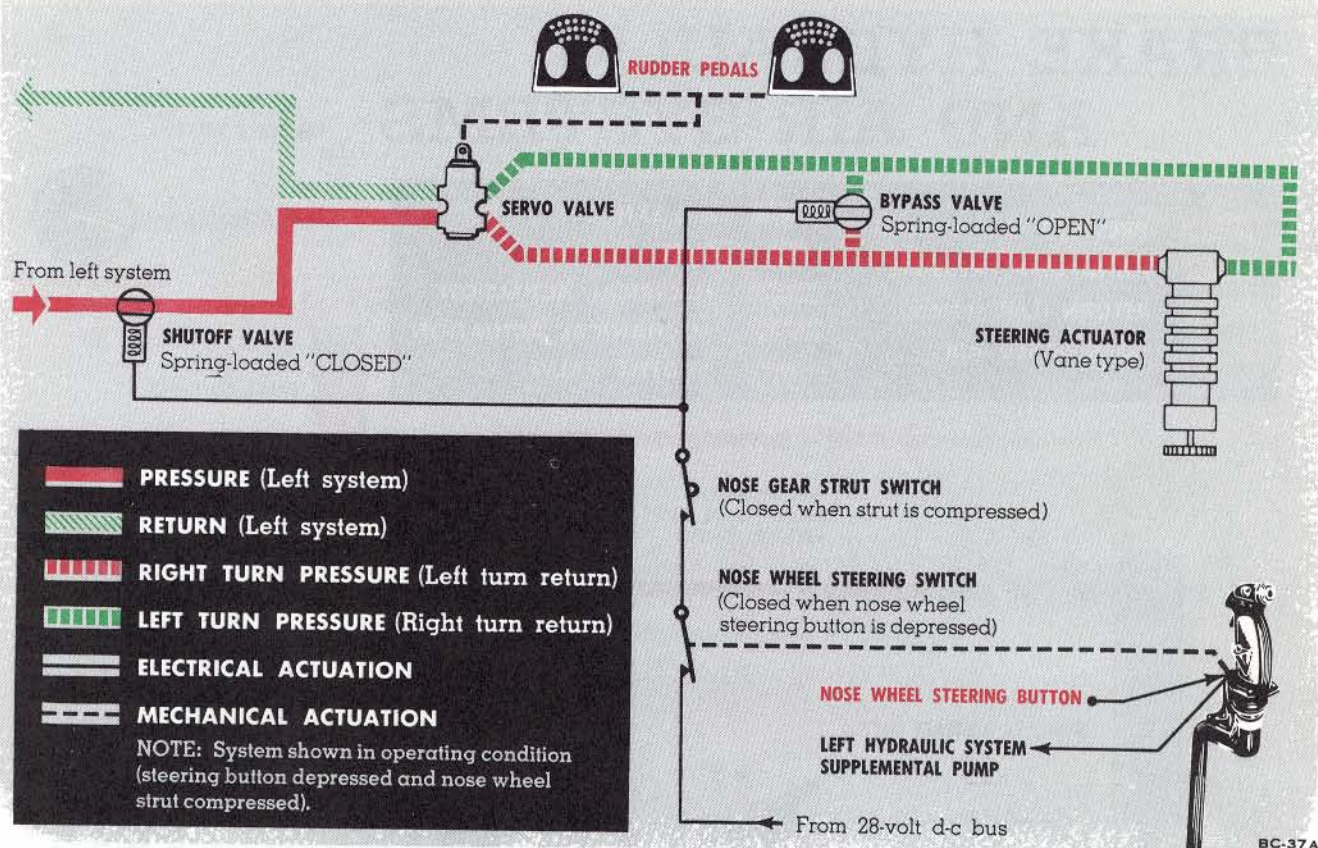 RUDDER PEDALS
SERVO VALVE
BYPASS VALVE
Spring-loaded "OPEN"
From left system
SHUTOFF VALVE
Spring-loaded "CLOSED"
STEERING ACTUATOR
(Vane type)
PRESSURE (Left system)
RETURN (Left system)
RIGHT TURN PRESSURE (Left turn return)
LEFT TURN PRESSURE (Right turn return)
ELECTRICAL ACTUATION
MECHANICAL ACTUATION
NOTE: System shown in operating condition
(steering button depressed and nose wheel
strut compressed).
NOSE GEAR STRUT SWITCH
(Closed when strut is compressed)
NOSE WHEEL STEERING SWITCH
(Closed when nose wheel
steering button is depressed)
NOSE WHEEL STEERING BUTTON
LEFT HYDRAULIC SYSTEM
SUPPLEMENTAL PUMP
From 28-volt d-c bus
BC-37A